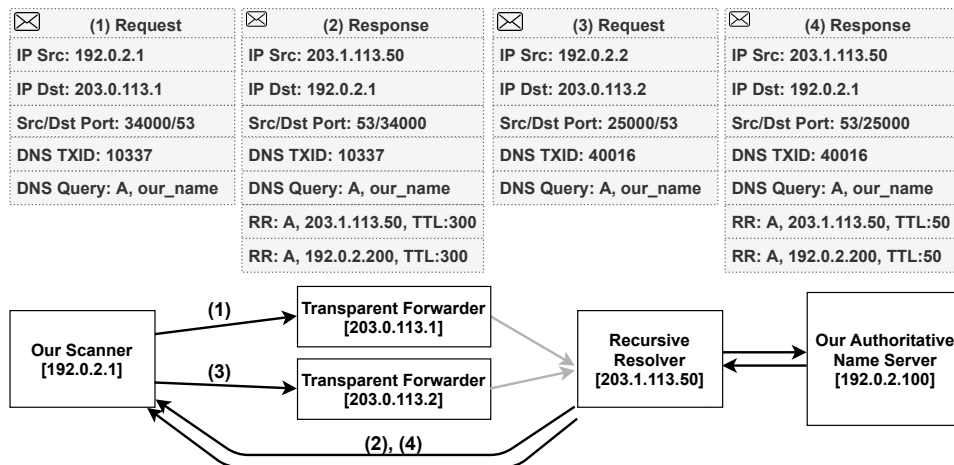 (1) Request
IP Src: 192.0.2.1
IP Dst: 203.0.113.1
Src/Dst Port: 34000/53
DNS TXID: 10337
DNS Query: A, our_name
(2) Response
IP Src: 203.1.113.50
IP Dst: 192.0.2.1
Src/Dst Port: 53/34000
DNS TXID: 10337
DNS Query: A, our_name
RR: A, 203.1.113.50, TTL:300
RR: A, 192.0.2.200, TTL:300
(3) Request
IP Src: 192.0.2.2
IP Dst: 203.0.113.2
Src/Dst Port: 25000/53
DNS TXID: 40016
DNS Query: A, our_name
(4) Response
IP Src: 203.1.113.50
IP Dst: 192.0.2.1
Src/Dst Port: 53/25000
DNS TXID: 40016
DNS Query: A, our_name
RR: A, 203.1.113.50, TTL:50
RR: A, 192.0.2.200, TTL:50
Our Scanner
[192.0.2.1]
(1)
(3)
Transparent Forwarder
[203.0.113.1]
Transparent Forwarder
[203.0.113.2]
(2), (4)
Recursive
Resolver
[203.1.113.50]
Our Authoritative
Name Server
[192.0.2.100]